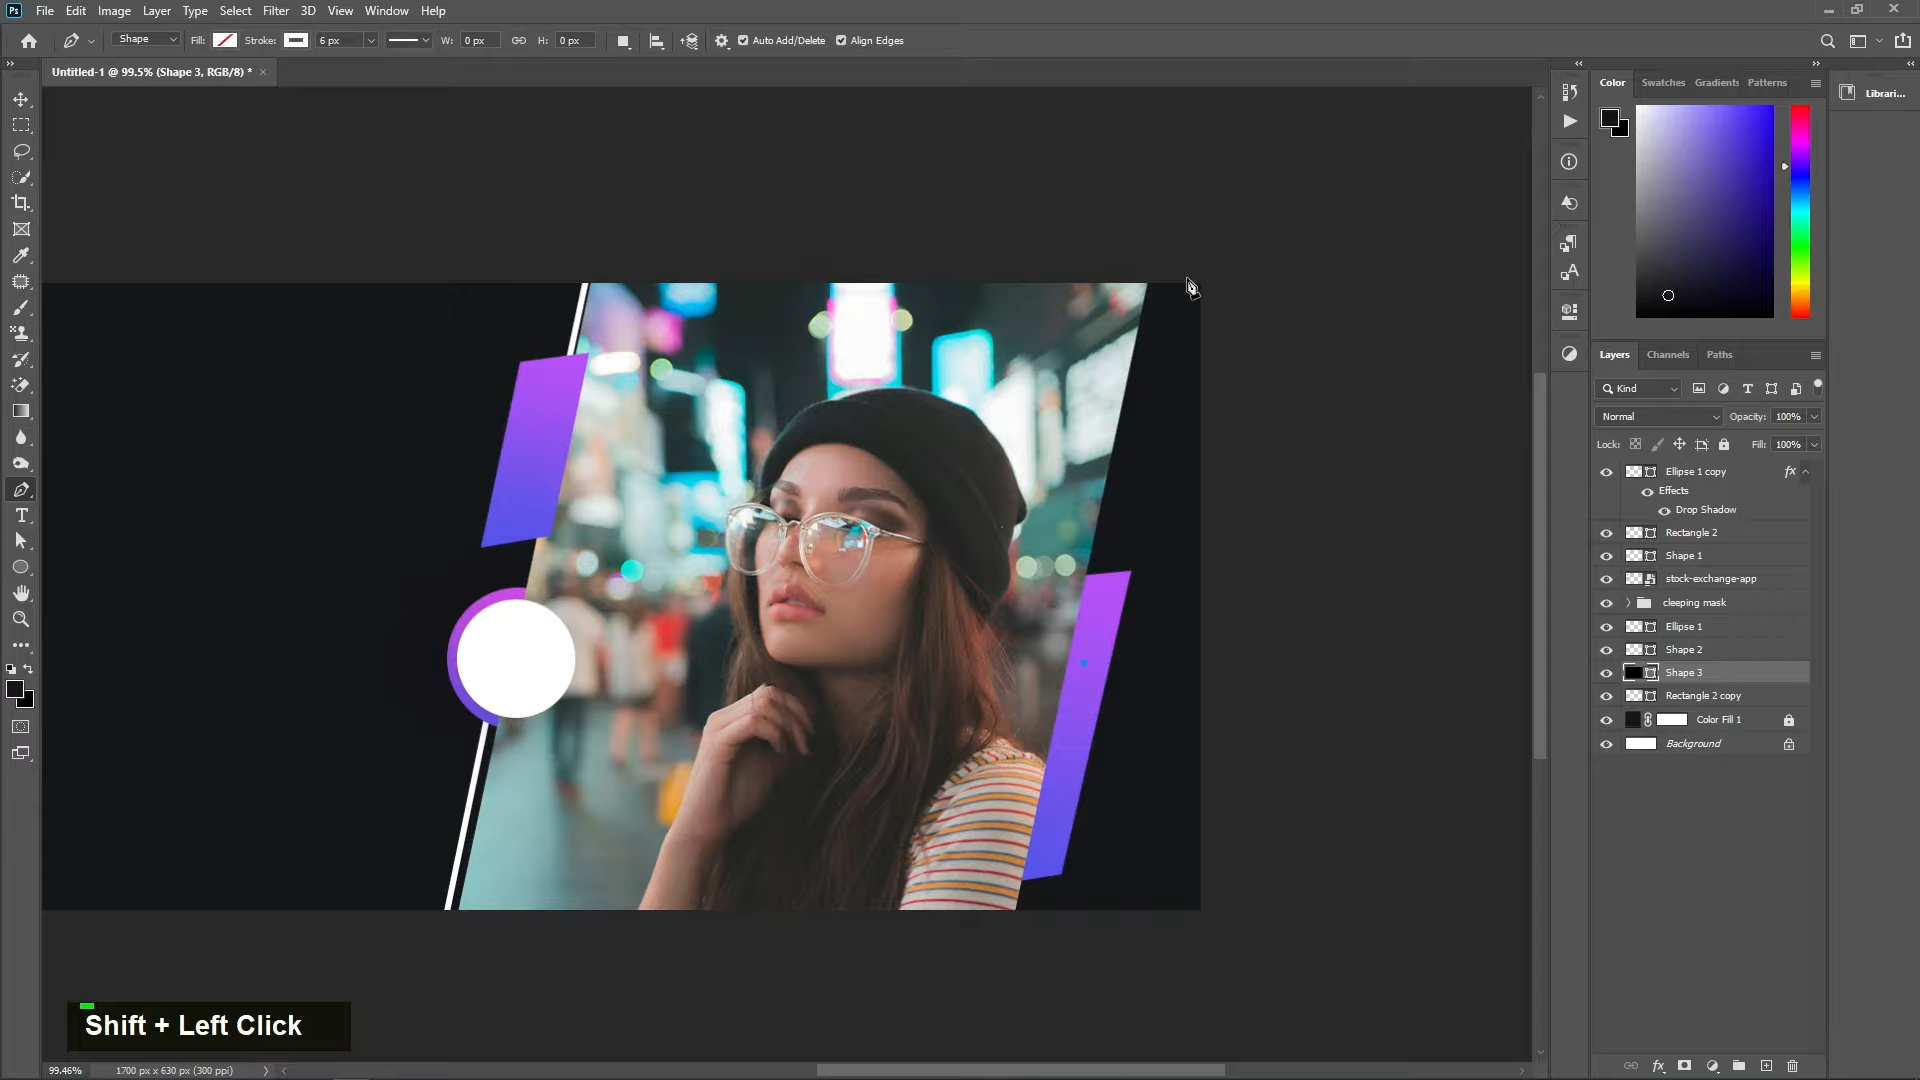 Ps File Edit Image Layer Type Select Filter 3D View Window Help
Shape Fill: Stroke: 6 px W: 0 px H: 0 px Auto Add/Delete Align Edges
Untitled-1 @ 99.5% (Shape 3, RGB/8) * ×
Color Swatches Gradients Patterns
Librari...
Layers Channels Paths
Kind
Normal Opacity: 100%
Lock: Fill: 100%
Ellipse 1 copy fx
Effects
Drop Shadow
Rectangle 2
Shape 1
stock-exchange-app
cleeping mask
Ellipse 1
Shape 2
Shape 3
Rectangle 2 copy
Color Fill 1
Background
Shift + Left Click
99.46% 1700 px x 630 px (300 ppi)
fx